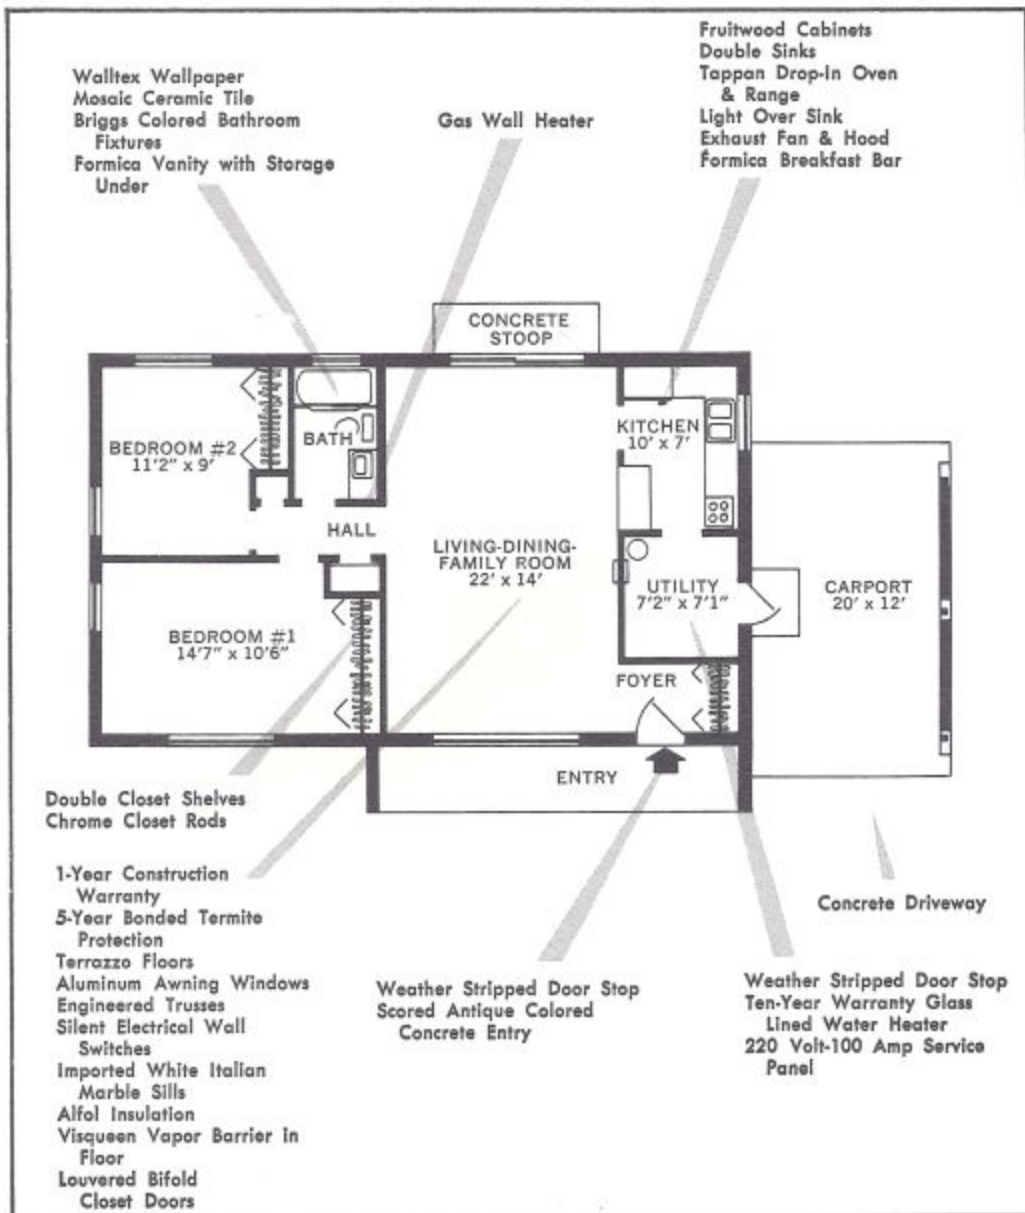 Walltex Wallpaper
Mosaic Ceramic Tile
Briggs Colored Bathroom
Fixtures
Formica Vanity with Storage
Under
Gas Wall Heater
Fruitwood Cabinets
Double Sinks
Tappan Drop-In Oven
& Range
Light Over Sink
Exhaust Fan & Hood
Formica Breakfast Bar
CONCRETE
STOOP
BEDROOM #2
11'2" x 9'
BATH
KITCHEN
10' x 7'
HALL
LIVING-DINING-
FAMILY ROOM
22' x 14'
UTILITY
7'2" x 7'1"
CARPORT
20' x 12'
BEDROOM #1
14'7" x 10'6"
FOYER
ENTRY
Double Closet Shelves
Chrome Closet Rods
1-Year Construction
Warranty
5-Year Bonded Termite
Protection
Terrazzo Floors
Aluminum Awning Windows
Engineered Trusses
Silent Electrical Wall
Switches
Imported White Italian
Marble Sills
Alfol Insulation
Visqueen Vapor Barrier in
Floor
Louvered Bifold
Closet Doors
Weather Stripped Door Stop
Scored Antique Colored
Concrete Entry
Concrete Driveway
Weather Stripped Door Stop
Ten-Year Warranty Glass
Lined Water Heater
220 Volt-100 Amp Service
Panel